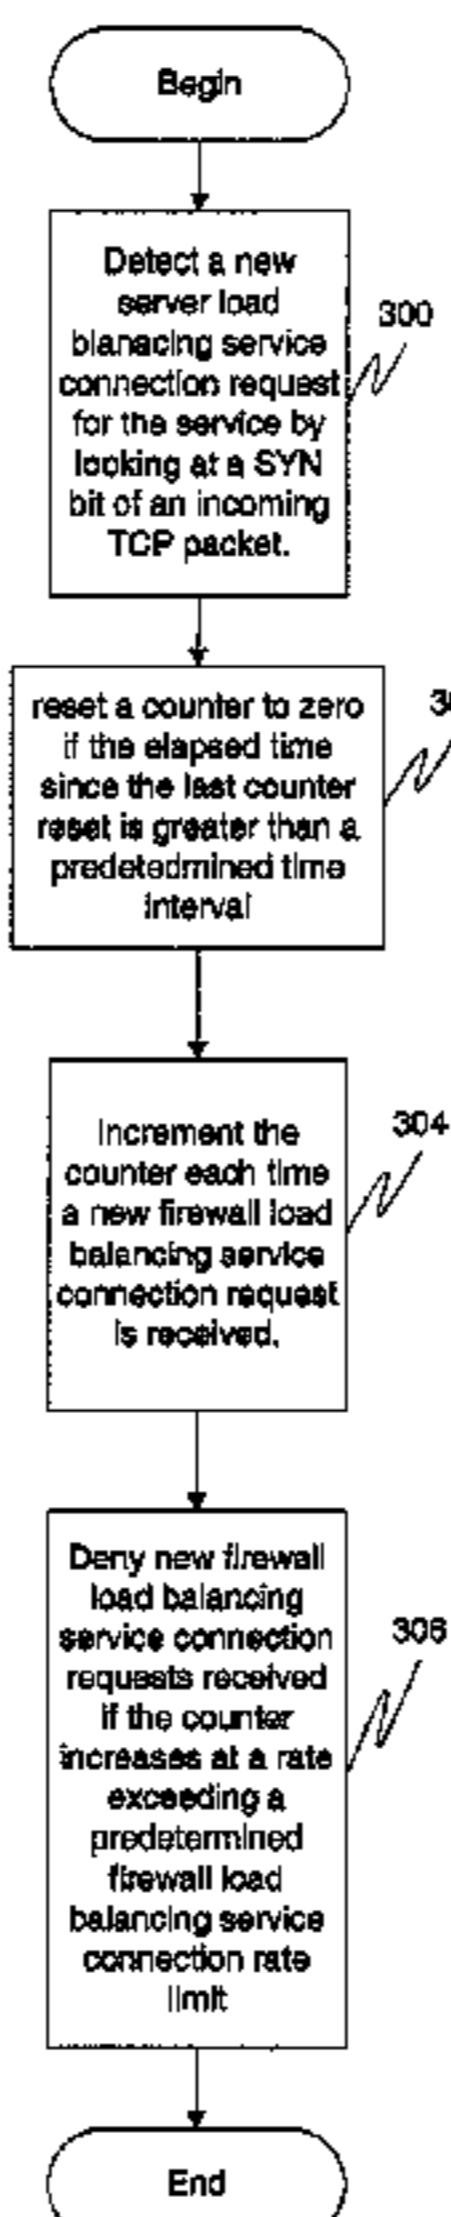 Begin
Detect a new
server load
blanacing service
connection request
for the service by
looking at a SYN
bit of an incoming
TCP packet.
300
reset a counter to zero
if the elapsed time
since the last counter
reset is greater than a
predetedmined time
interval
Increment the
counter each time
a new firewall load
balancing service
connection request
is received.
304
Deny new firewall
load balancing
service connection
requests received
if the counter
increases at a rate
exceeding a
predetermined
firewall load
balancing service
connection rate
limit
306
End